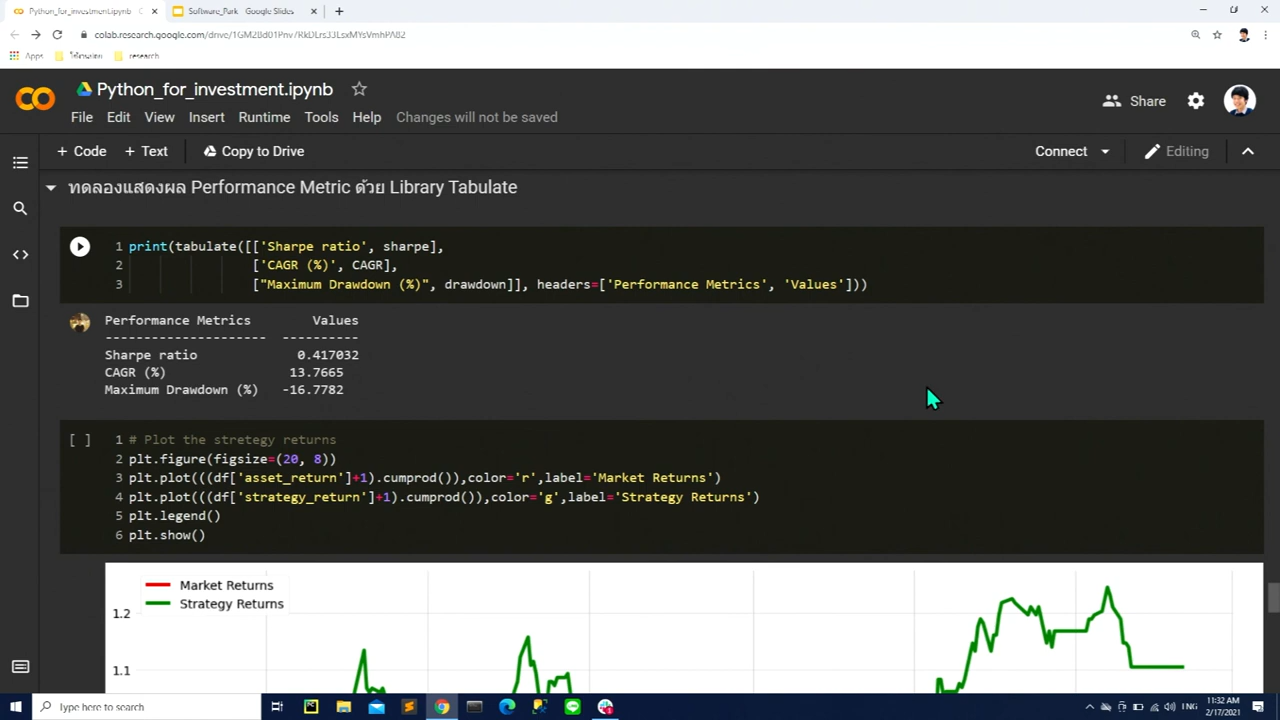 Python_for_investment.ipynb - C
Software_Park - Google Slides
Apps
research
Python_for_investment.ipynb
Share
File Edit View Insert Runtime Tools Help Changes will not be saved
+ Code + Text Copy to Drive
Connect
Editing
ทดลองแสดงผล Performance Metric ด้วย Library Tabulate
1 print(tabulate([['Sharpe ratio', sharpe],
2 ['CAGR (%)', CAGR],
3 ["Maximum Drawdown (%)", drawdown]], headers=['Performance Metrics', 'Values']))
Performance Metrics Values
--------------------- ----------
Sharpe ratio 0.417032
CAGR (%) 13.7665
Maximum Drawdown (%) -16.7782
[ ] 1 # Plot the stretegy returns
2 plt.figure(figsize=(20, 8))
3 plt.plot(((df['asset_return']+1).cumprod()),color='r',label='Market Returns')
4 plt.plot(((df['strategy_return']+1).cumprod()),color='g',label='Strategy Returns')
5 plt.legend()
6 plt.show()
Market Returns
Strategy Returns
1.2
1.1
Type here to search
ENG
11:32 AM
2/17/2021